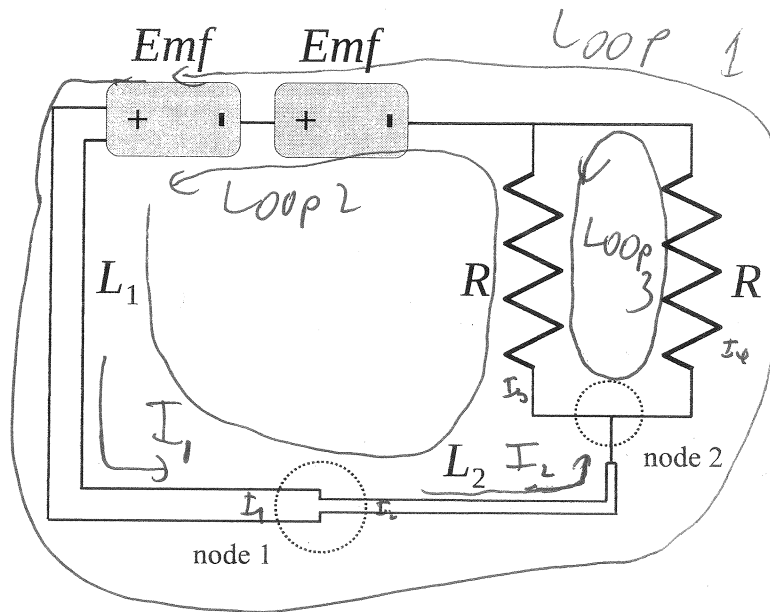 Emf
Emf
Loop 1
+
-
+
-
Loop 2
L1
R
Loop
3
R
I3
I4
I1
L2
I2
node 2
I1
I2
node 1